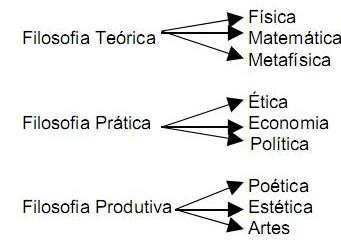 Filosofia Teórica
Física
Matemática
Metafísica
Filosofia Prática
Ética
Economia
Política
Filosofia Produtiva
Poética
Estética
Artes